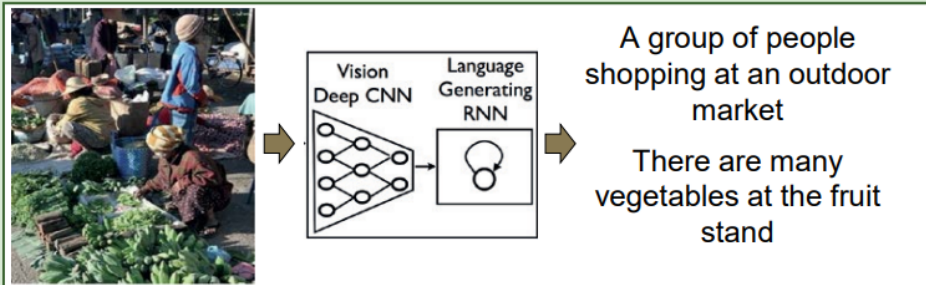 Vision
Deep CNN
Language
Generating
RNN
A group of people
shopping at an outdoor
market
There are many
vegetables at the fruit
stand